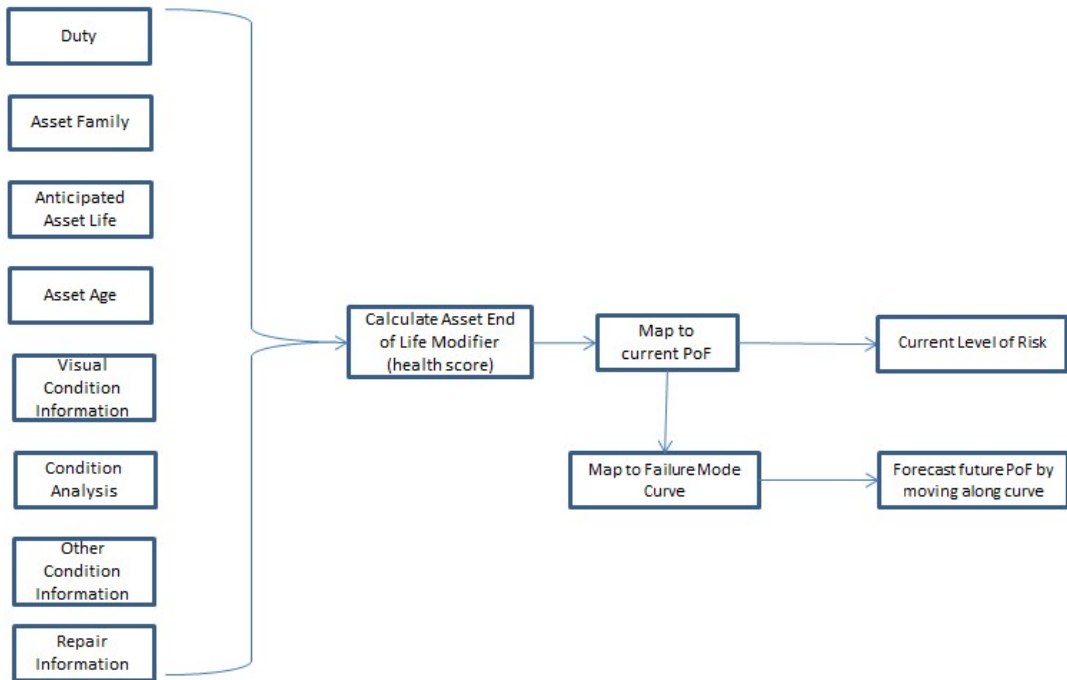 Duty
Asset Family
Anticipated
Asset Life
Asset Age
Visual
Condition
Information
Condition
Analysis
Other
Condition
Information
Repair
Information
Calculate Asset End
of Life Modifier
(health score)
Map to
current PoF
Current Level of Risk
Map to Failure Mode
Curve
Forecast future PoF by
moving along curve